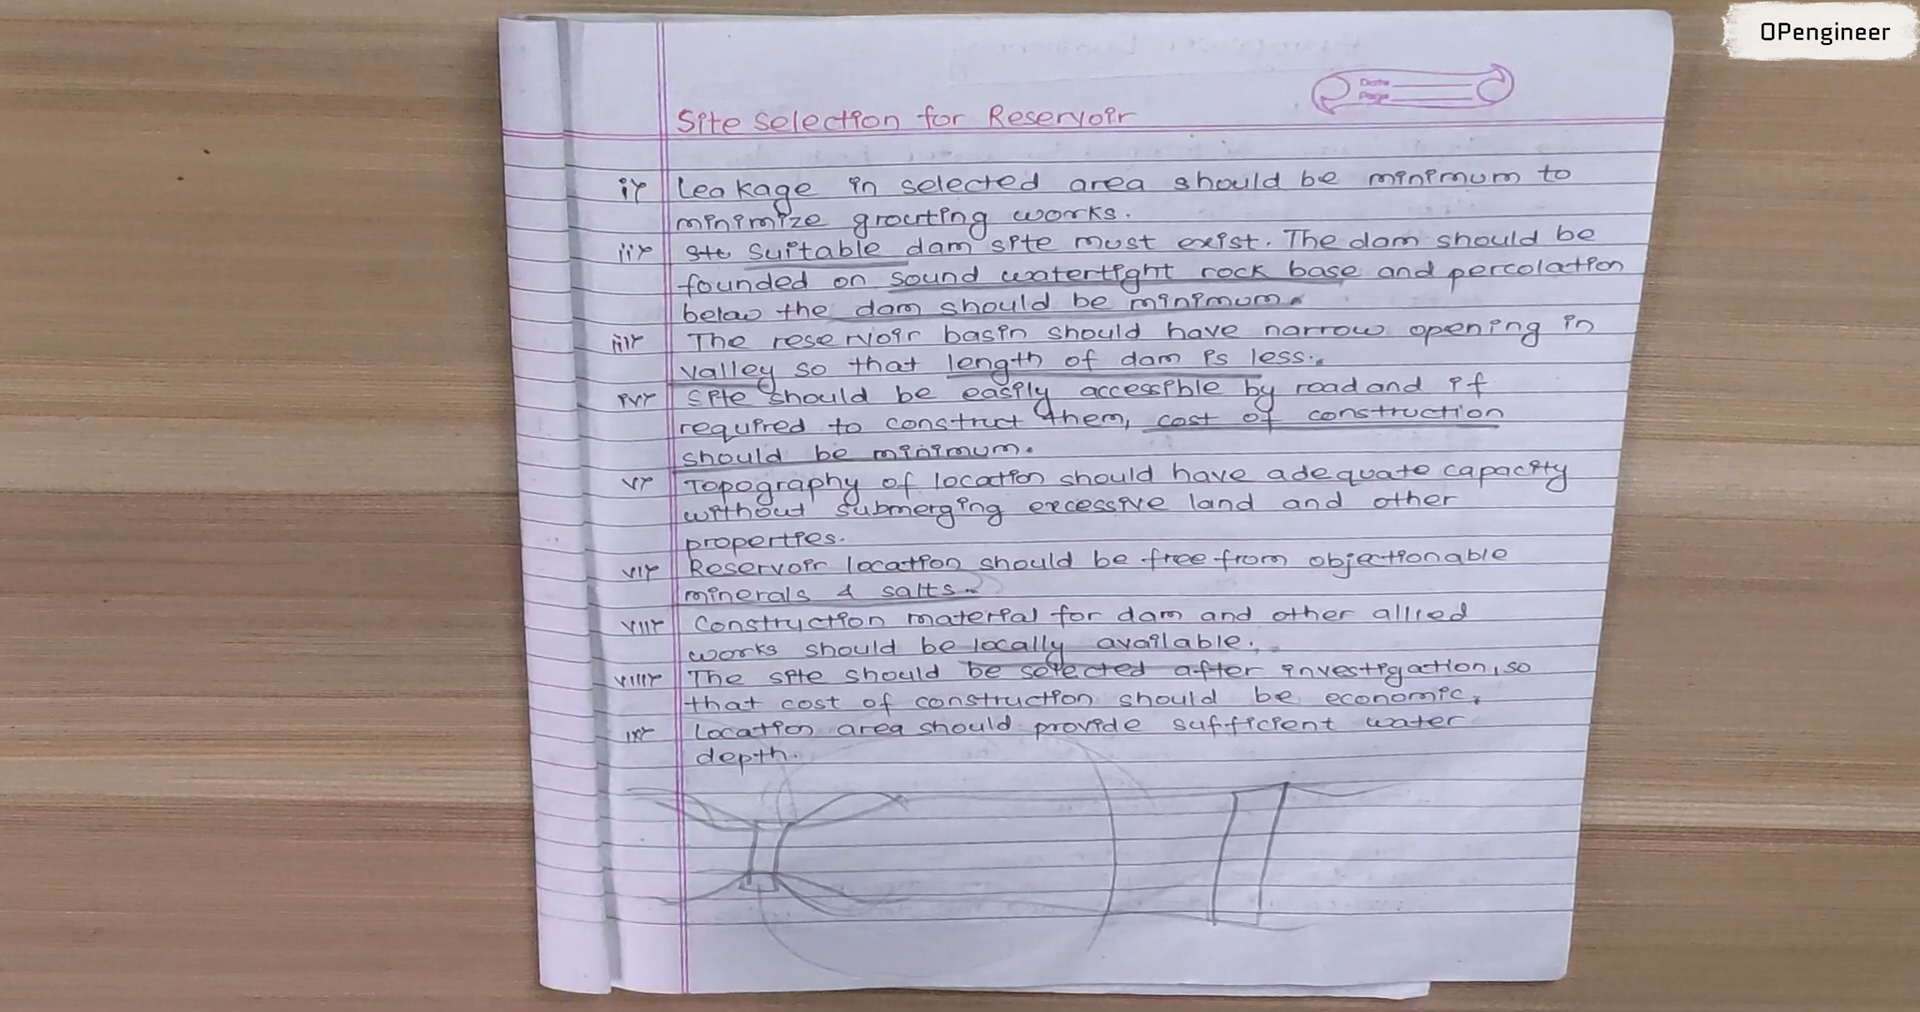 OPengineer
Date
Page
Site selection for Reservoir
i) Leakage in selected area should be minimum to
minimize grouting works.
ii) Suitable dam site must exist. The dam should be
founded on sound watertight rock base and percolation
below the dam should be minimum.
iii) The reservoir basin should have narrow opening in
valley so that length of dam is less.
iv) Site should be easily accessible by road and if
required to construct them, cost of construction
should be minimum.
v) Topography of location should have adequate capacity
without submerging excessive land and other
properties.
vi) Reservoir location should be free from objectionable
minerals & salts.
vii) Construction material for dam and other allied
works should be locally available.
viii) The site should be selected after investigation, so
that cost of construction should be economic.
ix) Location area should provide sufficient water
depth.